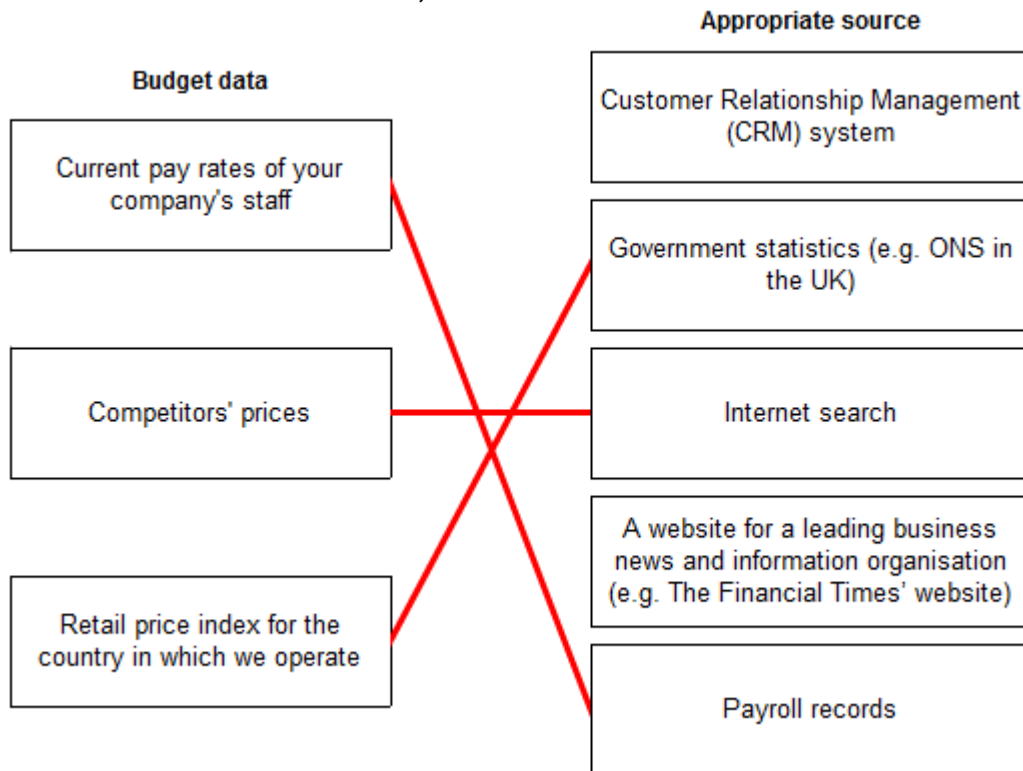 Budget data
Current pay rates of your
company's staff
Competitors' prices
Retail price index for the
country in which we operate
Appropriate source
Customer Relationship Management
(CRM) system
Government statistics (e.g. ONS in
the UK)
Internet search
A website for a leading business
news and information organisation
(e.g. The Financial Times’ website)
Payroll records